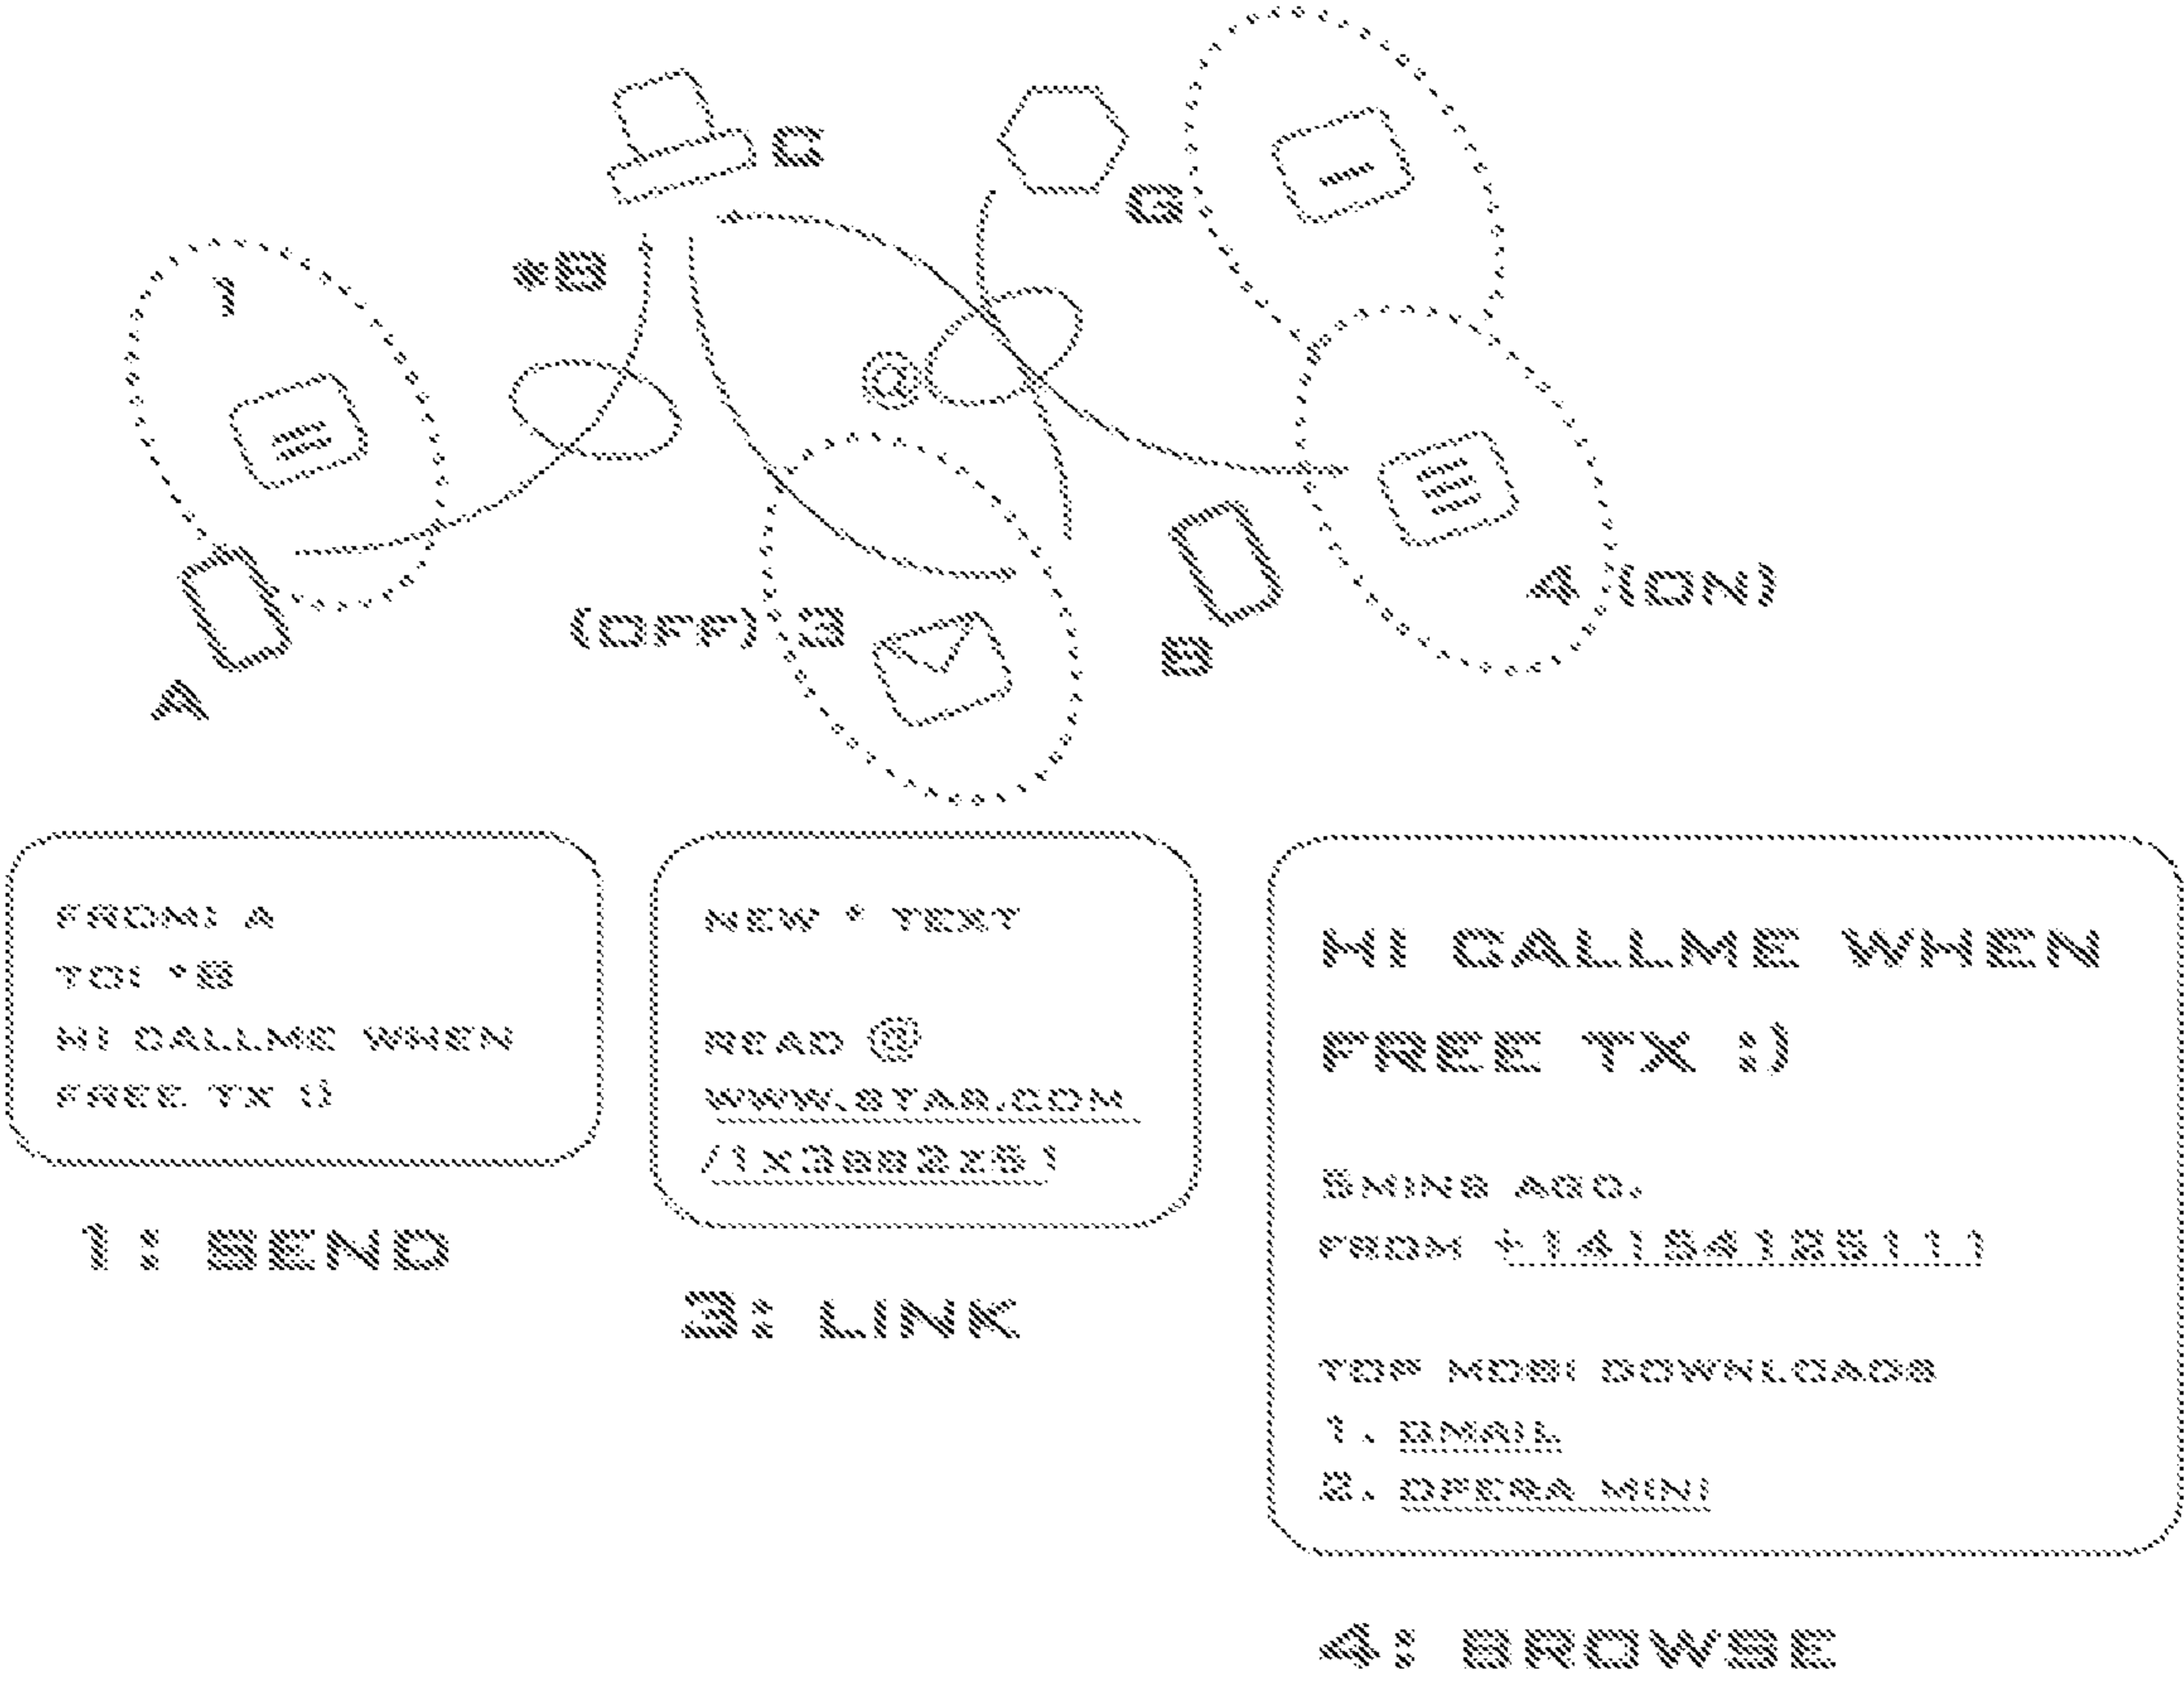 C
G
1
*B
@
(OFF) 3
4 (ON)
B
A
FROM: A
TO: *B
HI CALLME WHEN
FREE TX :)
1: SEND
NEW * TEXT
READ @
WWW.STAR.COM
3: LINK
HI CALLME WHEN
FREE TX :)
5MINS AGO.
FROM +14154125111
TOP MOBI DOWNLOADS
1. GMAIL
2. OPERA MINI
4: BROWSE